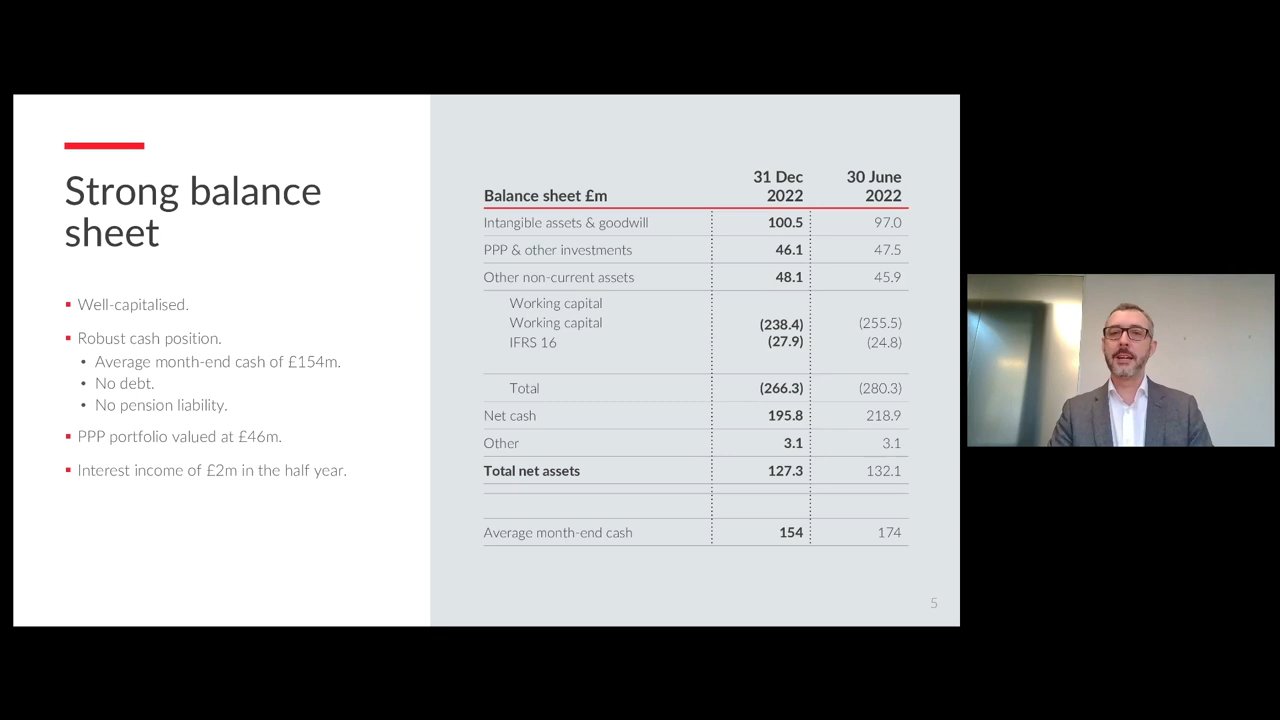 Strong balance
sheet
Well-capitalised.
Robust cash position.
Average month-end cash of £154m.
No debt.
No pension liability.
PPP portfolio valued at £46m.
Interest income of £2m in the half year.
31 Dec 30 June
Balance sheet £m 2022 2022
Intangible assets & goodwill 100.5 97.0
PPP & other investments 46.1 47.5
Other non-current assets 48.1 45.9
Working capital
Working capital (238.4) (255.5)
IFRS 16 (27.9) (24.8)
Total (266.3) (280.3)
Net cash 195.8 218.9
Other 3.1 3.1
Total net assets 127.3 132.1
Average month-end cash 154 174
5